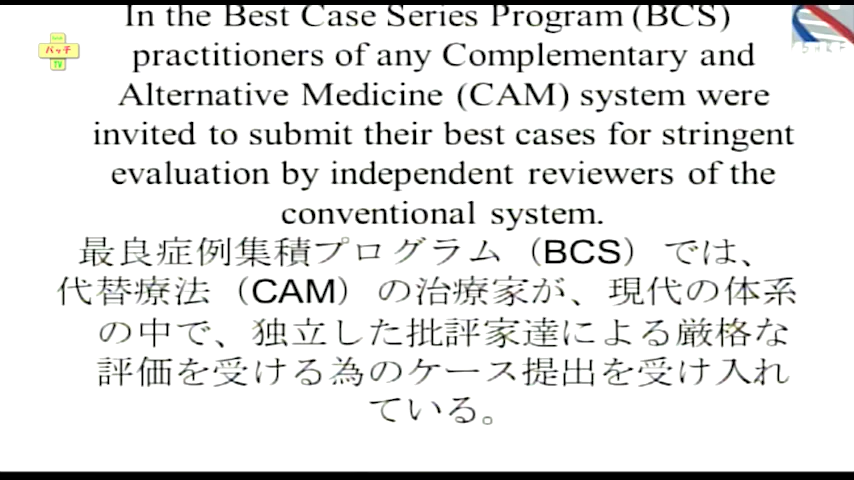 In the Best Case Series Program (BCS)
practitioners of any Complementary and
Alternative Medicine (CAM) system were
invited to submit their best cases for stringent
evaluation by independent reviewers of the
conventional system.
最良症例集積プログラム（BCS）では、
代替療法（CAM）の治療家が、現代の体系
の中で、独立した批評家達による厳格な
評価を受ける為のケース提出を受け入れ
ている。
パッチ
TV